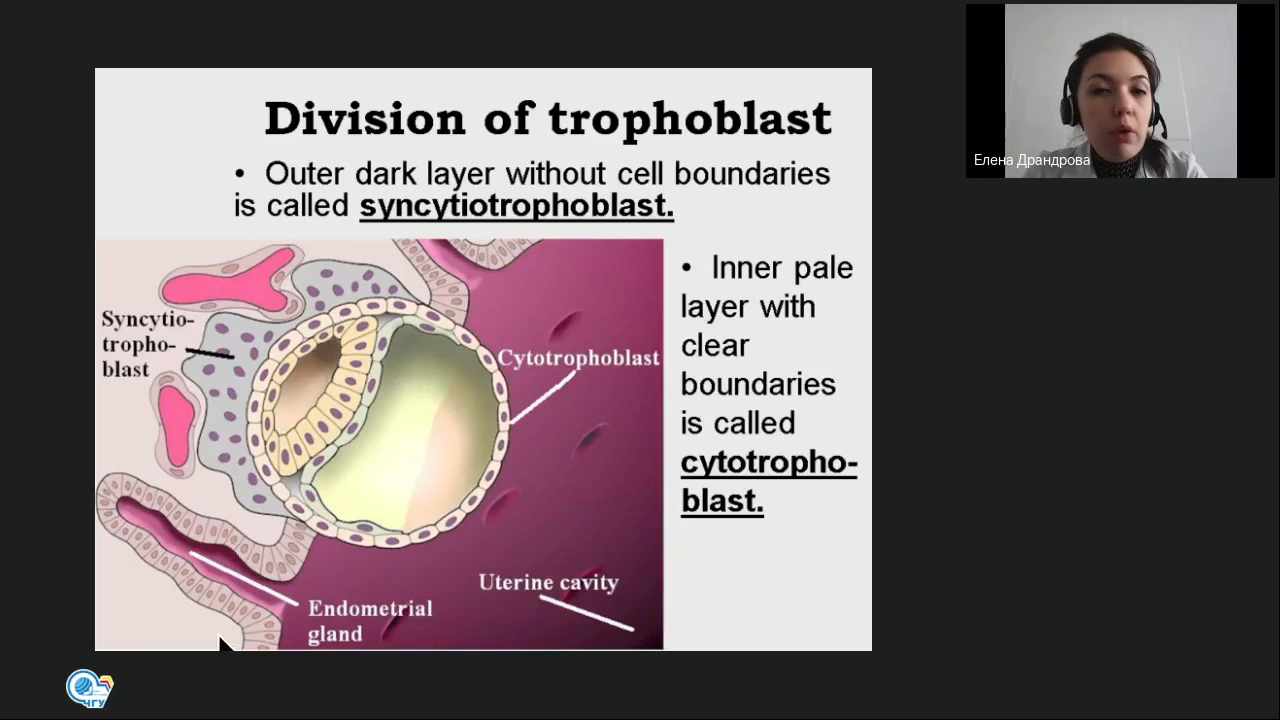 Division of trophoblast
• Outer dark layer without cell boundaries
is called syncytiotrophoblast.
• Inner pale
layer with
clear
boundaries
is called
cytotropho-
blast.
Syncytio-
tropho-
blast
Cytotrophoblast
Uterine cavity
Endometrial
gland
Елена Драндрова
ЧГУ